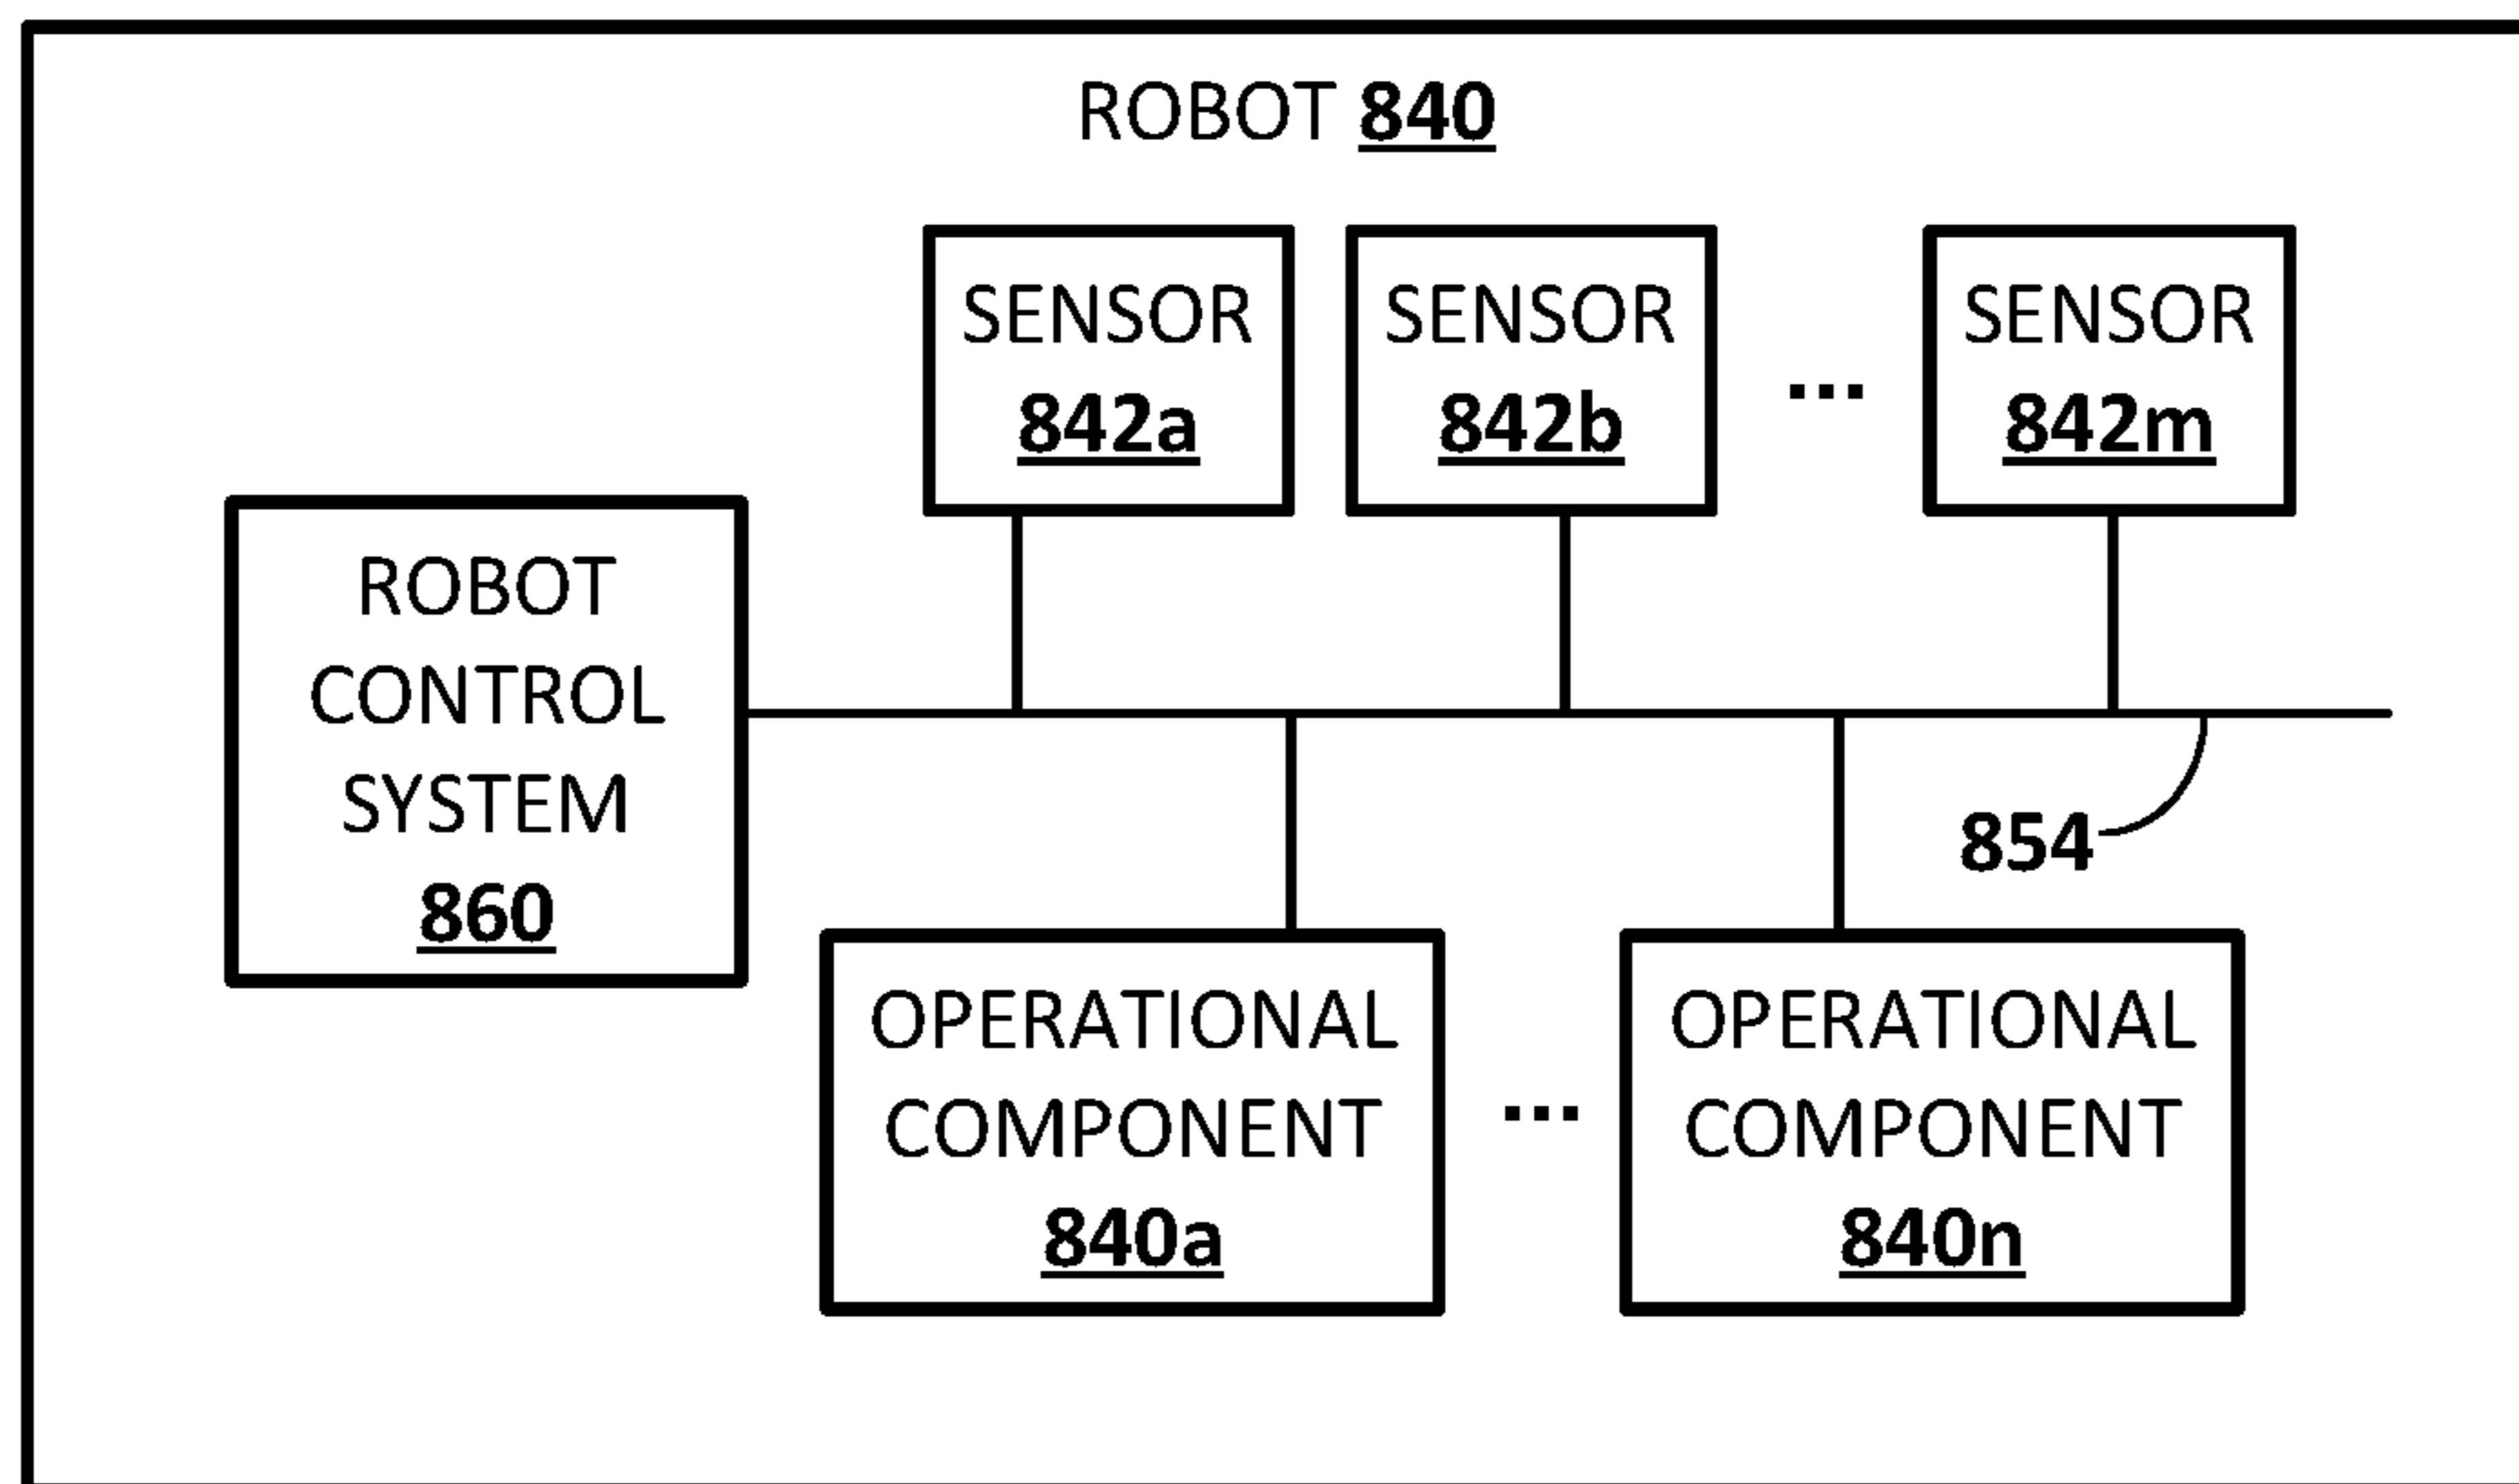 ROBOT 840
SENSOR
842a
SENSOR
842b
...
SENSOR
842m
ROBOT
CONTROL
SYSTEM
860
854
OPERATIONAL
COMPONENT
840a
...
OPERATIONAL
COMPONENT
840n